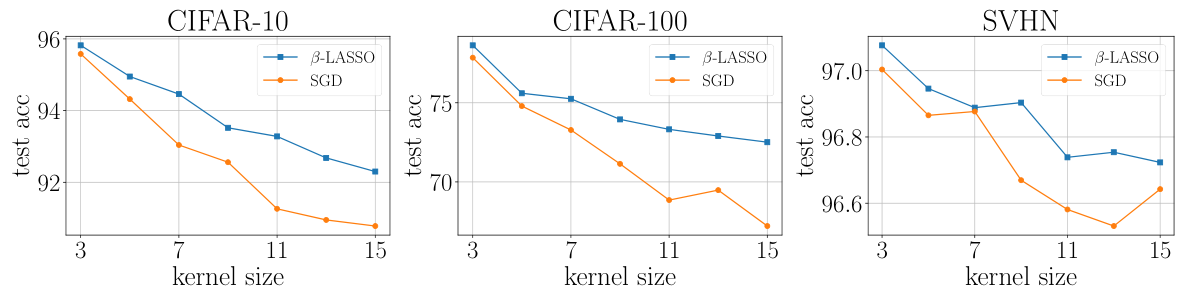 CIFAR-10
96
94
92
test acc
β-LASSO
SGD
3
7
11
15
kernel size
CIFAR-100
75
70
test acc
β-LASSO
SGD
3
7
11
15
kernel size
SVHN
97.0
96.8
96.6
test acc
β-LASSO
SGD
3
7
11
15
kernel size